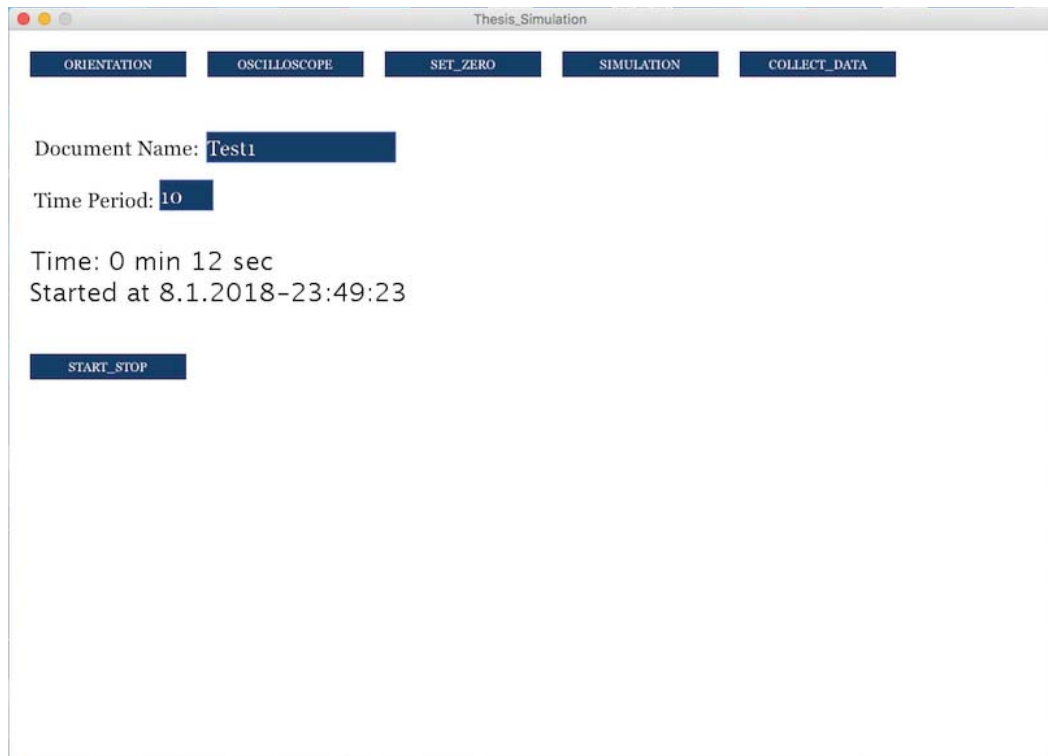 Thesis_Simulation
ORIENTATION OSCILLOSCOPE SET_ZERO SIMULATION COLLECT_DATA
Document Name: Test1
Time Period: 10
Time: 0 min 12 sec
Started at 8.1.2018-23:49:23
START_STOP